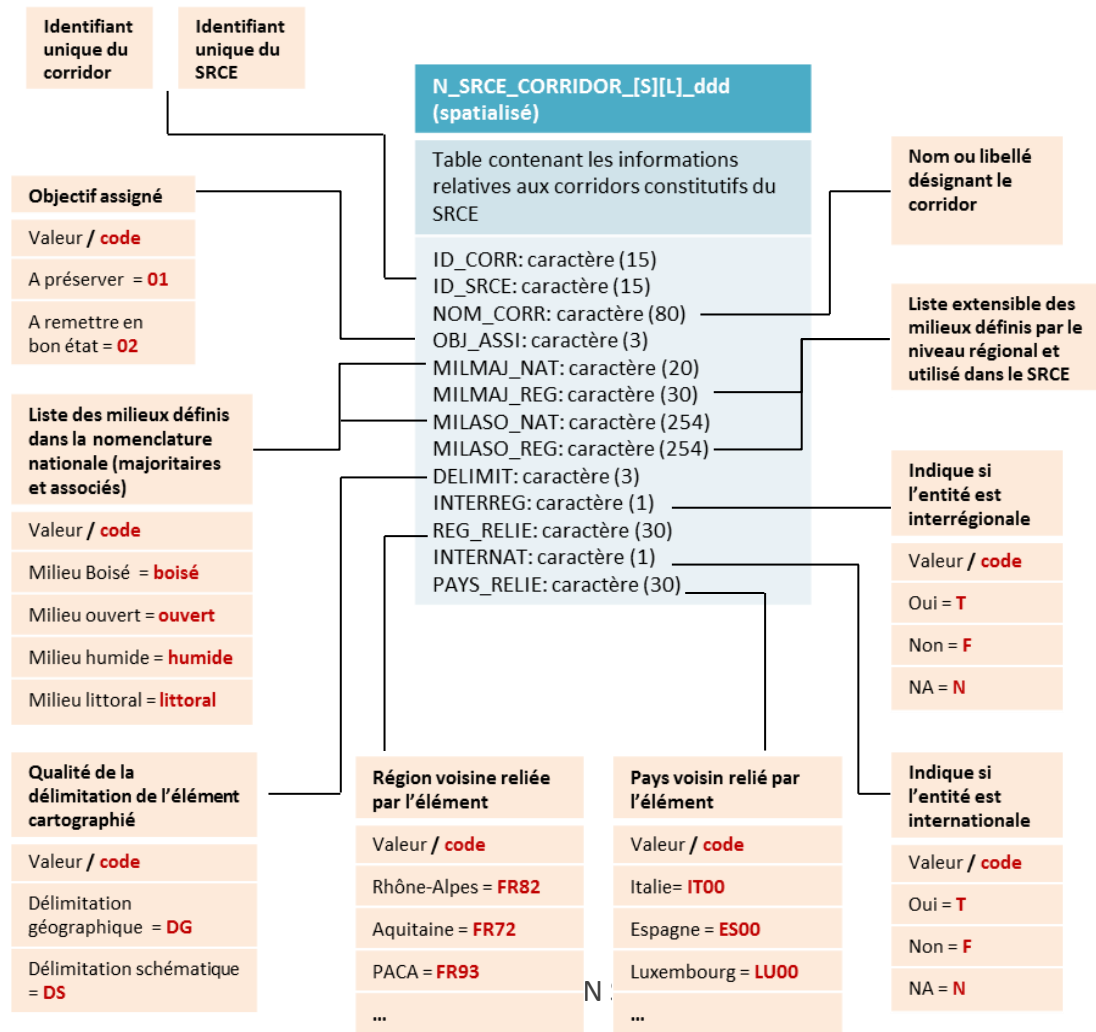 Identifiant
unique du
corridor
Identifiant
unique du
SRCE
N_SRCE_CORRIDOR_[S][L]_ddd
(spatialisé)
Table contenant les informations
relatives aux corridors constitutifs du
SRCE
ID_CORR: caractère (15)
ID_SRCE: caractère (15)
NOM_CORR: caractère (80)
OBJ_ASSI: caractère (3)
MILMAJ_NAT: caractère (20)
MILMAJ_REG: caractère (30)
MILASO_NAT: caractère (254)
MILASO_REG: caractère (254)
DELIMIT: caractère (3)
INTERREG: caractère (1)
REG_RELIE: caractère (30)
INTERNAT: caractère (1)
PAYS_RELIE: caractère (30)
Objectif assigné
Valeur / code
A préserver = 01
A remettre en
bon état = 02
Liste des milieux définis
dans la nomenclature
nationale (majoritaires
et associés)
Valeur / code
Milieu Boisé = boisé
Milieu ouvert = ouvert
Milieu humide = humide
Milieu littoral = littoral
Qualité de la
délimitation de l'élément
cartographié
Valeur / code
Délimitation
géographique = DG
Délimitation schématique
= DS
Région voisine reliée
par l'élément
Valeur / code
Rhône-Alpes = FR82
Aquitaine = FR72
PACA = FR93
...
Pays voisin relié par
l'élément
Valeur / code
Italie= IT00
Espagne = ES00
Luxembourg = LU00
...
Nom ou libellé
désignant le
corridor
Liste extensible des
milieux définis par le
niveau régional et
utilisé dans le SRCE
Indique si
l'entité est
interrégionale
Valeur / code
Oui = T
Non = F
NA = N
Indique si
l'entité est
internationale
Valeur / code
Oui = T
Non = F
NA = N
N